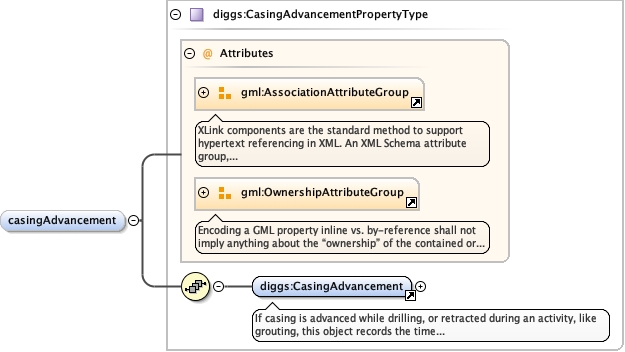 diggs:CasingAdvancementPropertyType
@ Attributes
gml:AssociationAttributeGroup
XLink components are the standard method to support
hypertext referencing in XML. An XML Schema attribute
group,...
gml:OwnershipAttributeGroup
Encoding a GML property inline vs. by-reference shall not
imply anything about the “ownership” of the contained or...
casingAdvancement
diggs:CasingAdvancement
If casing is advanced while drilling, or retracted during an activity, like
grouting, this object records the time...